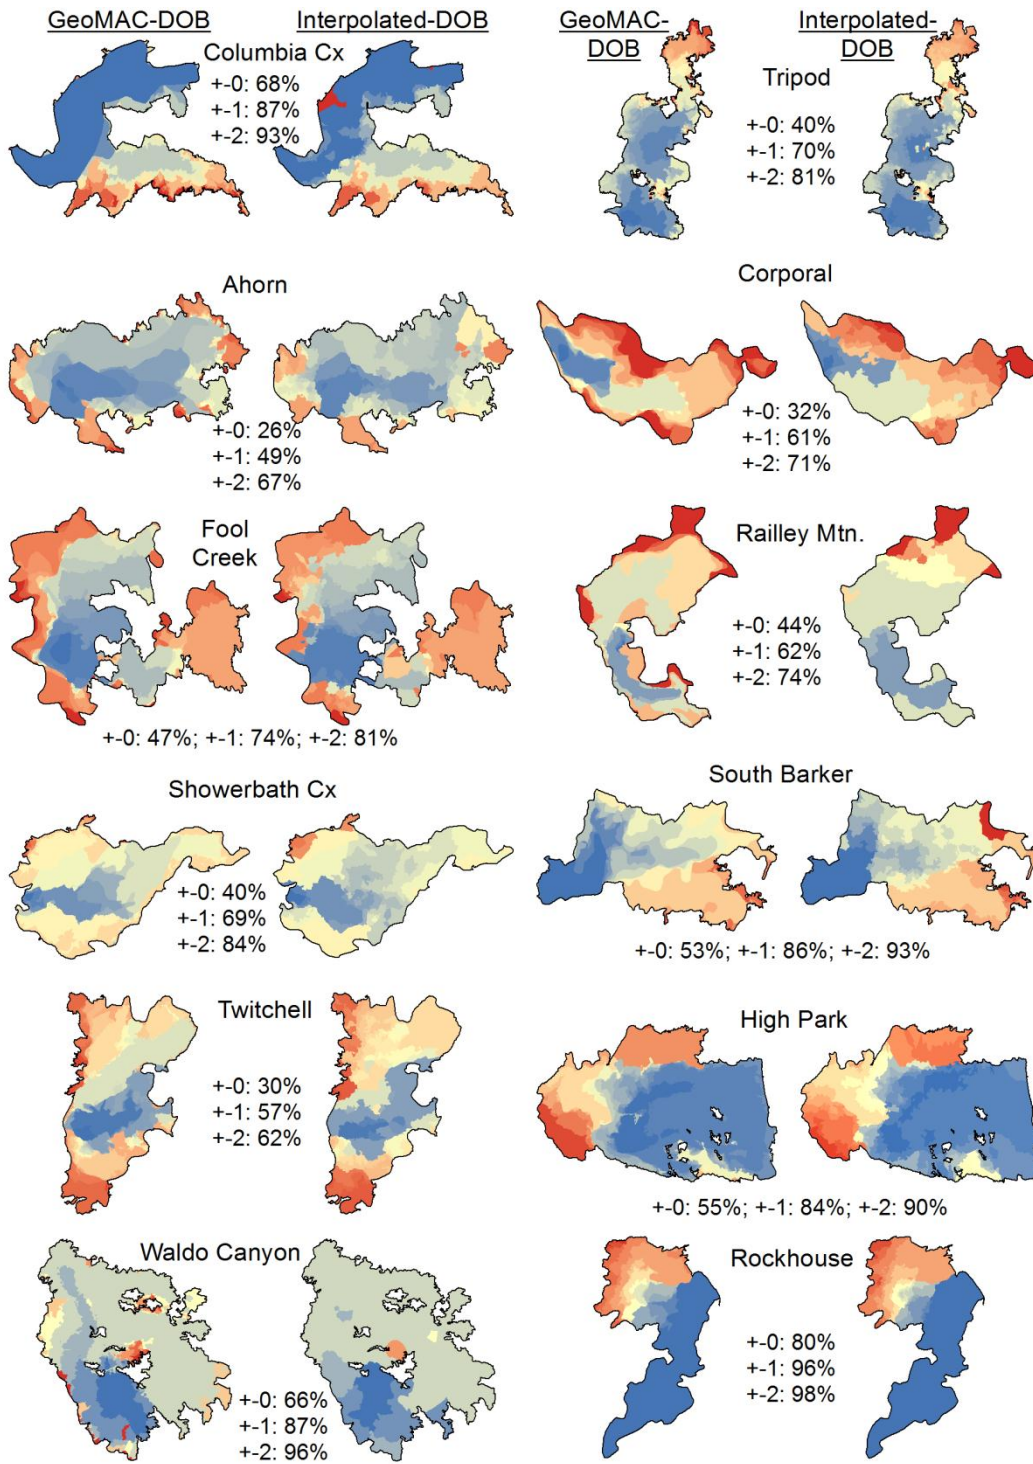 GeoMAC-DOB
Interpolated-DOB
Columbia Cx
+-0: 68%
+-1: 87%
+-2: 93%
GeoMAC-
DOB
Interpolated-
DOB
Tripod
+-0: 40%
+-1: 70%
+-2: 81%
Ahorn
+-0: 26%
+-1: 49%
+-2: 67%
Corporal
+-0: 32%
+-1: 61%
+-2: 71%
Fool
Creek
+-0: 47%; +-1: 74%; +-2: 81%
Railley Mtn.
+-0: 44%
+-1: 62%
+-2: 74%
Showerbath Cx
+-0: 40%
+-1: 69%
+-2: 84%
South Barker
+-0: 53%; +-1: 86%; +-2: 93%
Twitchell
+-0: 30%
+-1: 57%
+-2: 62%
High Park
+-0: 55%; +-1: 84%; +-2: 90%
Waldo Canyon
+-0: 66%
+-1: 87%
+-2: 96%
Rockhouse
+-0: 80%
+-1: 96%
+-2: 98%